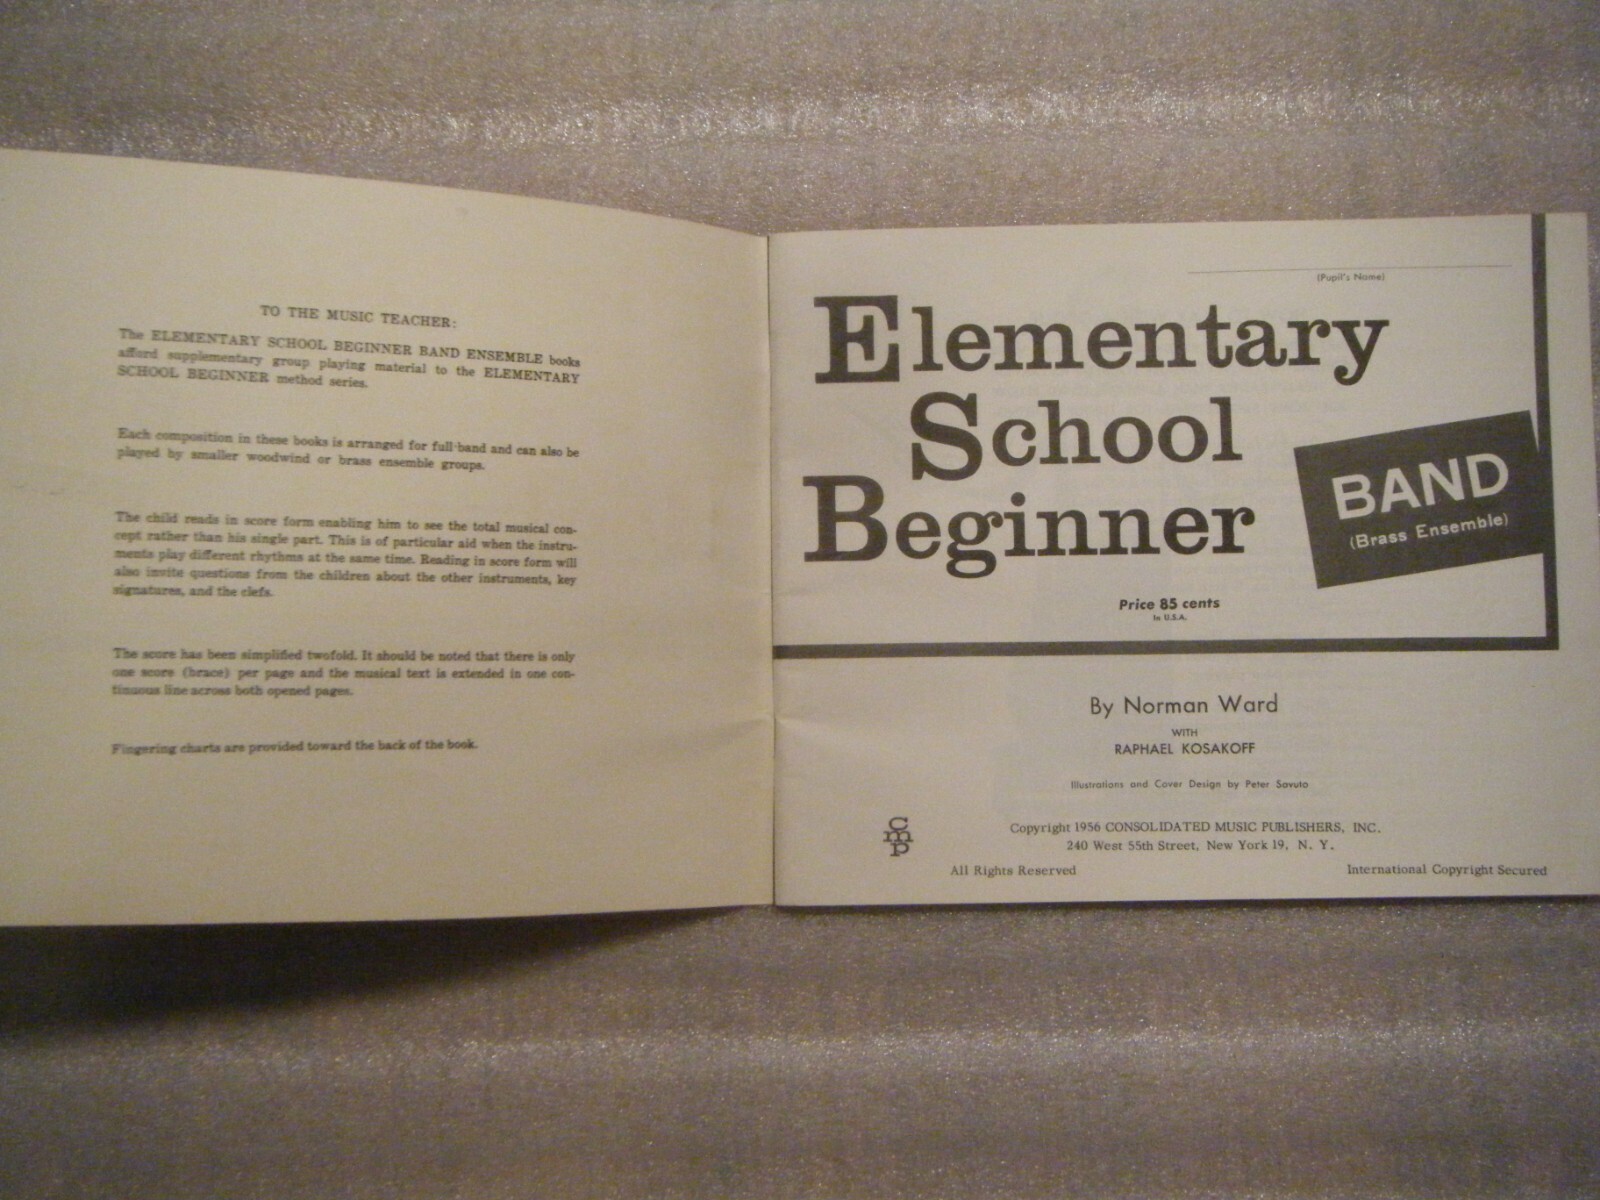 TO THE MUSIC TEACHER:
The ELEMENTARY SCHOOL BEGINNER BAND ENSEMBLE books
afford supplementary group playing material to the ELEMENTARY
SCHOOL BEGINNER method series.
Each composition in these books is arranged for full band and can also be
played by smaller woodwind or brass ensemble groups.
The child reads in score form enabling him to see the total musical con-
cept rather than his single part. This is of particular aid when the instru-
ments play different rhythms at the same time. Reading in score form will
also invite questions from the children about the other instruments, key
signatures, and the clefs.
The score has been simplified twofold. It should be noted that there is only
one score (brace) per page and the musical text is extended in one con-
tinuous line across both opened pages.
Fingering charts are provided toward the back of the book.
(Pupil's Name)
Elementary
School
Beginner
BAND
(Brass Ensemble)
Price 85 cents
In U.S.A.
By Norman Ward
WITH
RAPHAEL KOSAKOFF
Illustrations and Cover Design by Peter Savuto
cmp
Copyright 1956 CONSOLIDATED MUSIC PUBLISHERS, INC.
240 West 55th Street, New York 19, N. Y.
All Rights Reserved
International Copyright Secured